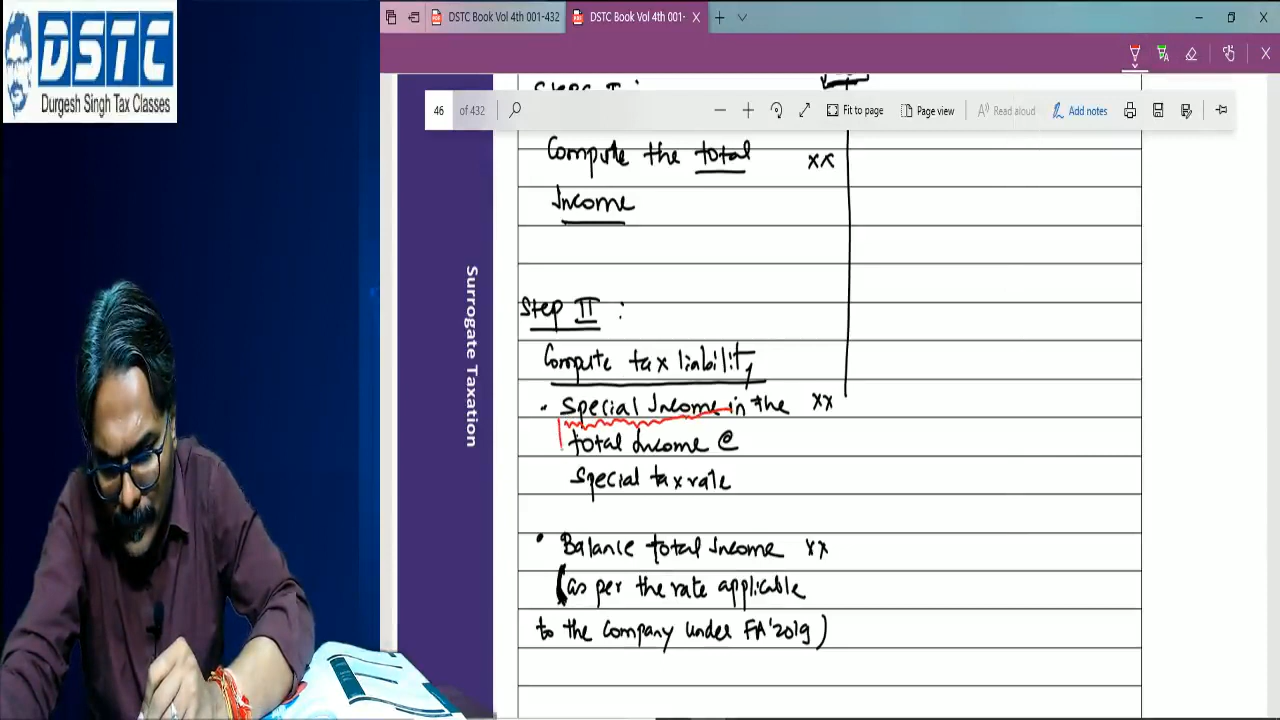 DSTC
Durgesh Singh Tax Classes
DSTC Book Vol 4th 001-432
DSTC Book Vol 4th 001-
46 of 432
Fit to page
Page view
Read aloud
Add notes
Surrogate Taxation
Compute the total xx
Income
Step II :
Compute tax liability
• Special Income in the xx
total Income @
Special tax rate
• Balance total Income xx
(as per the rate applicable
to the Company under FA'2019)